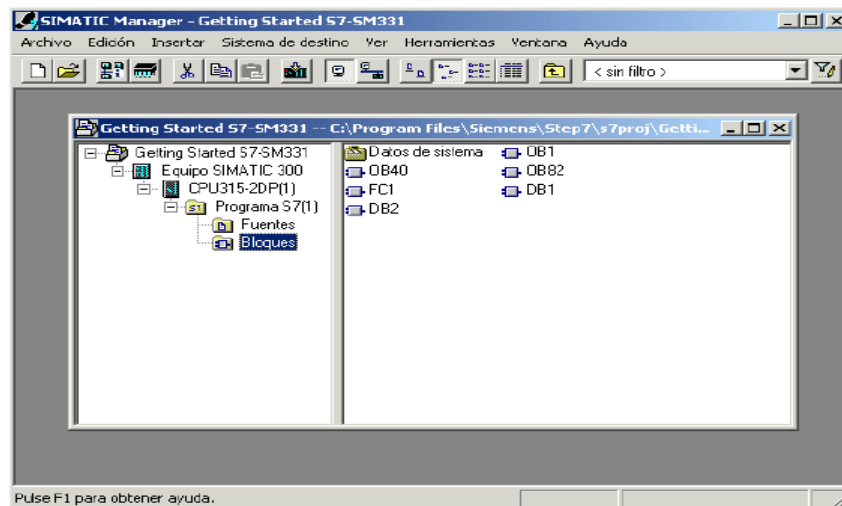 SIMATIC Manager - Getting Started S7-SM331
Archivo Edición Insertar Sistema de destino Ver Herramientas Ventana Ayuda
< sin filtro >
Getting Started S7-SM331 -- C:\Program Files\Siemens\Step7\s7proj\Getti...
Getting Started S7-SM331
Equipo SIMATIC 300
CPU315-2DP(1)
Programa S7(1)
Fuentes
Bloques
Datos de sistema OB1
OB40 OB82
FC1 DB1
DB2
Pulse F1 para obtener ayuda.